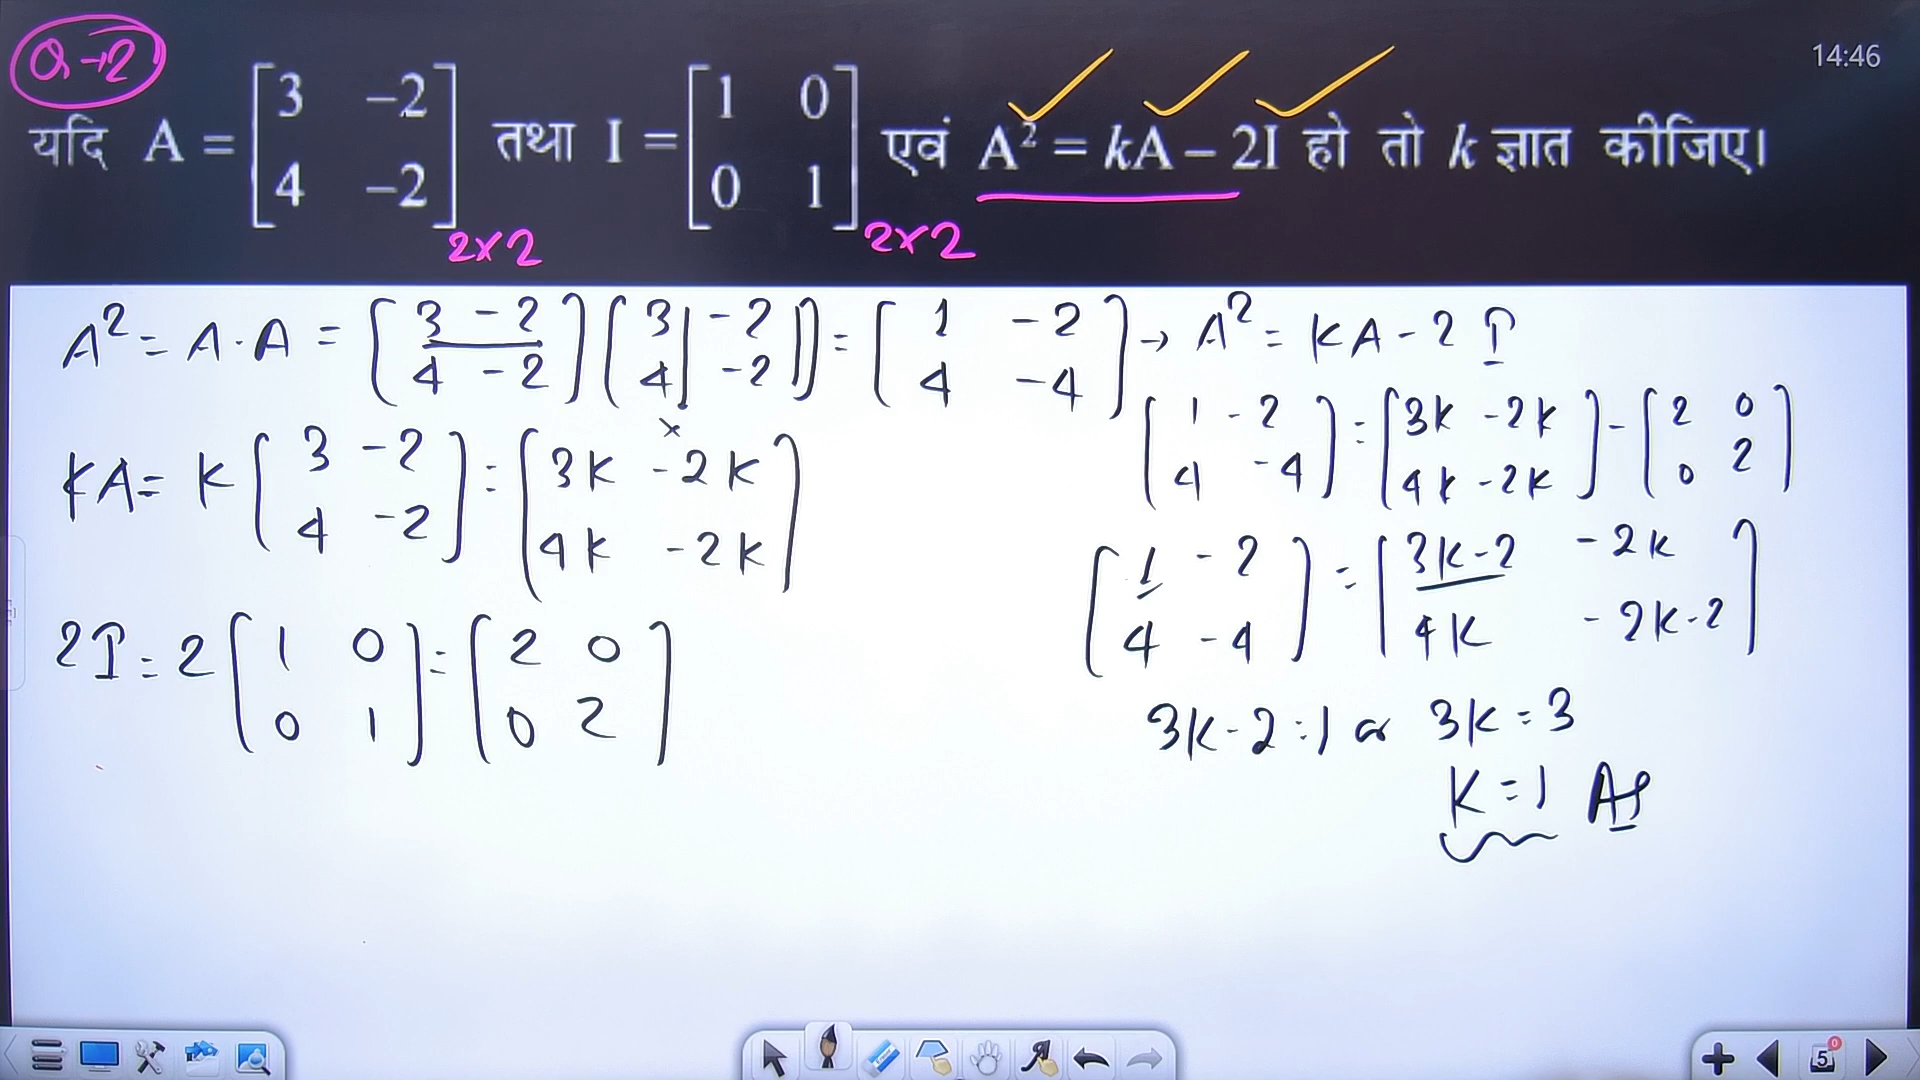 Q→2
14:46
यदि A = [3 -2 4 -2] तथा I = [1 0 0 1] एवं A² = kA – 2I हो तो k ज्ञात कीजिए।
2×2 2×2
A² = A·A = [3 -2 4 -2] [3 -2 4 -2] = [1 -2 4 -4] → A² = KA - 2I
×
[1 -2 4 -4] = [3K -2K 4K -2K] - [2 0 0 2]
KA = K [3 -2 4 -2] = [3K -2K 4K -2K]
[1 -2 4 -4] = [3K-2 -2K 4K -2K-2]
2I = 2 [1 0 0 1] = [2 0 0 2]
3K-2=1 or 3K=3
K=1 As
5
0